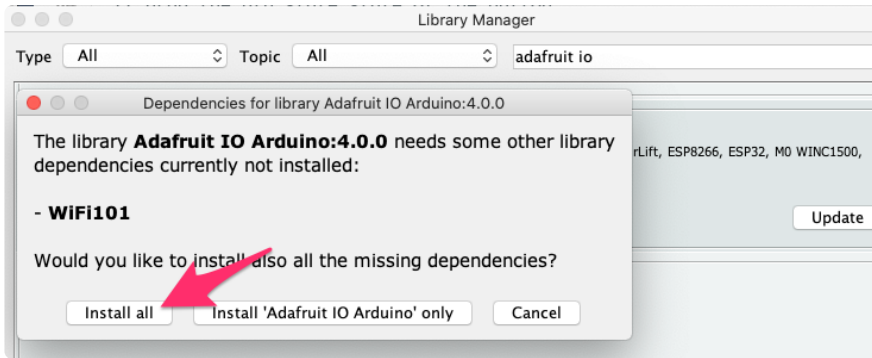 Library Manager
Type All Topic All adafruit io
Dependencies for library Adafruit IO Arduino:4.0.0
The library Adafruit IO Arduino:4.0.0 needs some other library
dependencies currently not installed:
- WiFi101
Would you like to install also all the missing dependencies?
Install all Install 'Adafruit IO Arduino' only Cancel
rLift, ESP8266, ESP32, M0 WINC1500,
Update